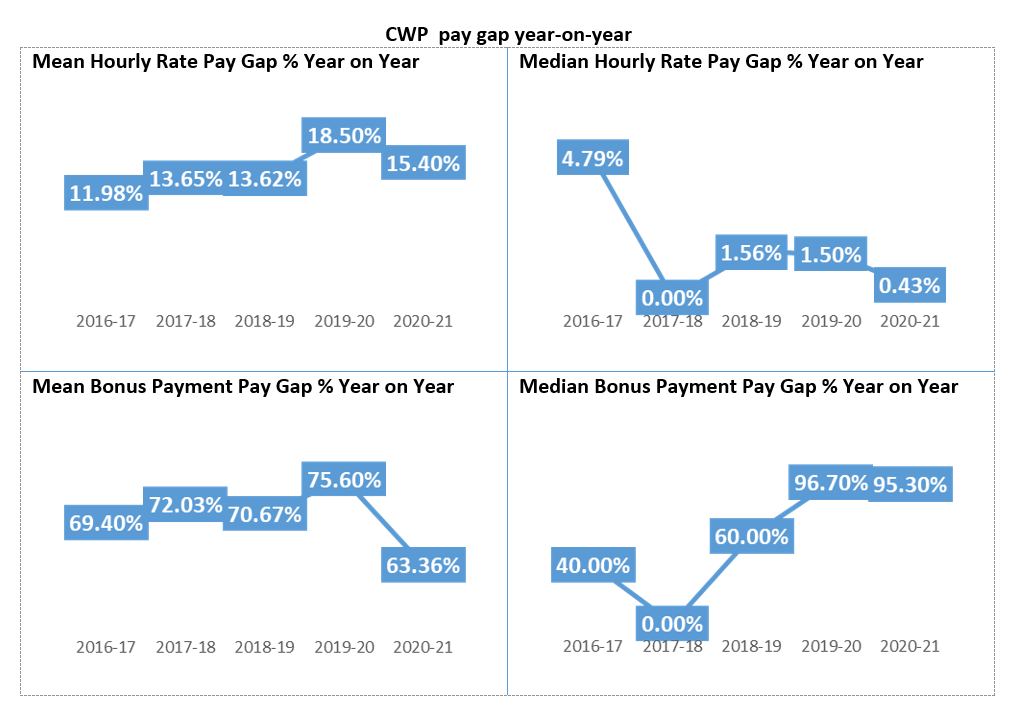 CWP  pay gap year-on-year
Mean Hourly Rate Pay Gap % Year on Year
18.50%
15.40%
13.65% 13.62%
11.98%
2016-17 2017-18 2018-19 2019-20 2020-21
Median Hourly Rate Pay Gap % Year on Year
4.79%
1.56% 1.50%
0.43%
0.00%
2016-17 2017-18 2018-19 2019-20 2020-21
Mean Bonus Payment Pay Gap % Year on Year
75.60%
72.03%
70.67%
69.40%
63.36%
2016-17 2017-18 2018-19 2019-20 2020-21
Median Bonus Payment Pay Gap % Year on Year
96.70% 95.30%
60.00%
40.00%
0.00%
2016-17 2017-18 2018-19 2019-20 2020-21